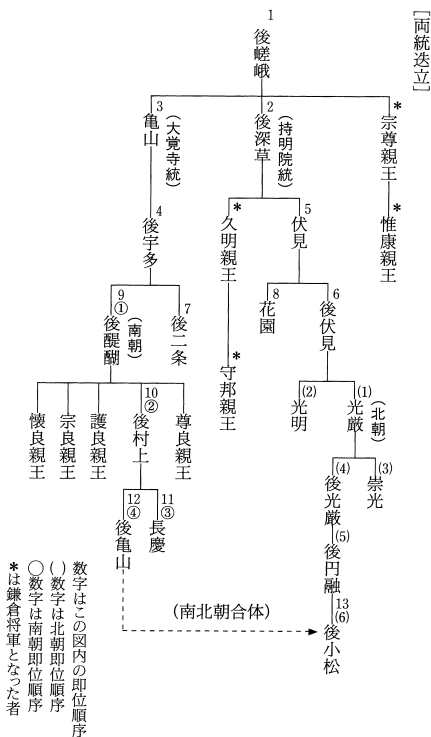 ［両統迭立］
1
後嵯峨
*
宗尊親王
*
惟康親王
2
後深草
（持明院統）
3
亀山
（大覚寺統）
5
伏見
*
久明親王
*
守邦親王
4
後宇多
6
後伏見
8
花園
7
後二条
9
①
後醍醐
（南朝）
(1)
光厳
（北朝）
(2)
光明
尊良親王
10
②
後村上
護良親王
宗良親王
懐良親王
(3)
崇光
(4)
後光厳
(5)
後円融
13
(6)
後小松
11
③
長慶
12
④
後亀山
（南北朝合体）
数字はこの図内の即位順序
( )数字は北朝即位順序
◯数字は南朝即位順序
*は鎌倉将軍となった者